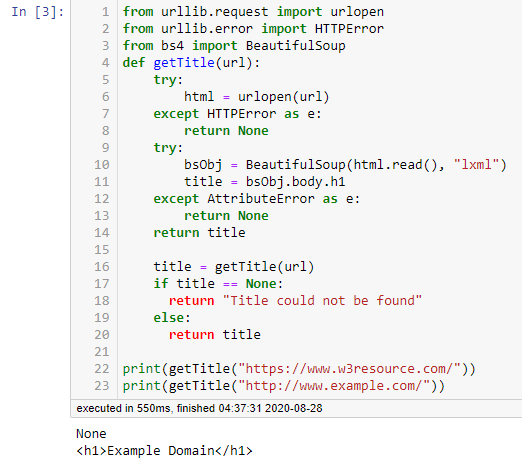 In [3]:
1 from urllib.request import urlopen
2 from urllib.error import HTTPError
3 from bs4 import BeautifulSoup
4 def getTitle(url):
5     try:
6         html = urlopen(url)
7     except HTTPError as e:
8         return None
9     try:
10         bsObj = BeautifulSoup(html.read(), "lxml")
11         title = bsObj.body.h1
12     except AttributeError as e:
13         return None
14     return title
15
16     title = getTitle(url)
17     if title == None:
18       return "Title could not be found"
19     else:
20       return title
21
22 print(getTitle("https://www.w3resource.com/"))
23 print(getTitle("http://www.example.com/"))
executed in 550ms, finished 04:37:31 2020-08-28
None
<h1>Example Domain</h1>